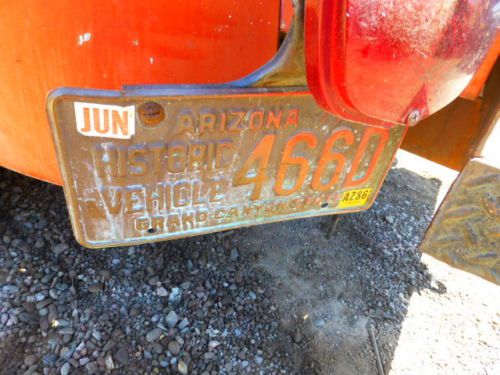 JUN
ARIZONA
HISTORIC
VEHICLE
4660
GRAND CANYON STATE
AZ86